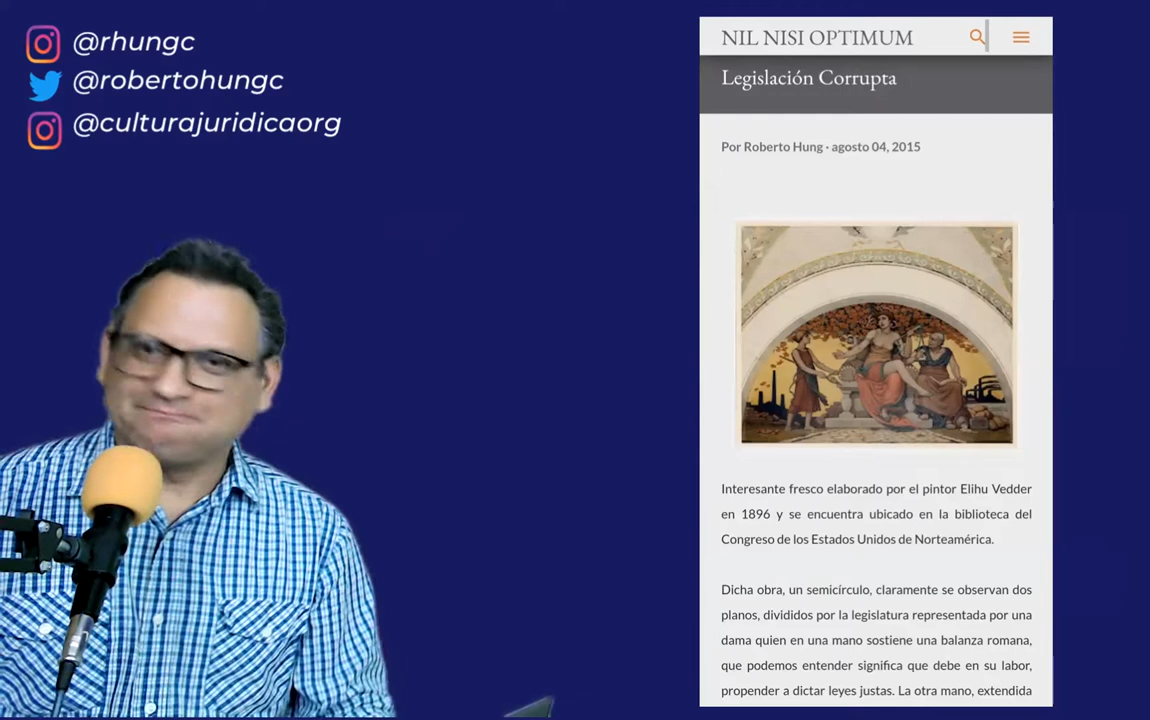 @rhungc
@robertohungc
@culturajuridicaorg
NIL NISI OPTIMUM
Legislación Corrupta
Por Roberto Hung · agosto 04, 2015
Interesante fresco elaborado por el pintor Elihu Vedder
en 1896 y se encuentra ubicado en la biblioteca del
Congreso de los Estados Unidos de Norteamérica.
Dicha obra, un semicírculo, claramente se observan dos
planos, divididos por la legislatura representada por una
dama quien en una mano sostiene una balanza romana,
que podemos entender significa que debe en su labor,
propender a dictar leyes justas. La otra mano, extendida